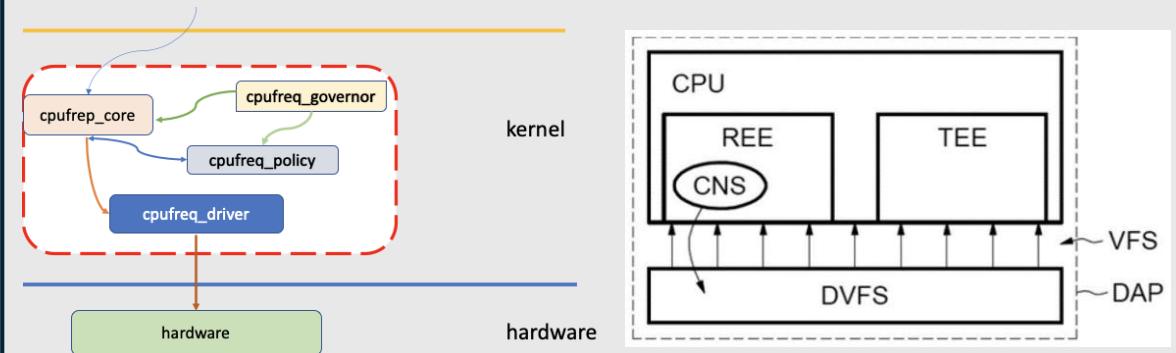 cpufrep_core
cpufreq_governor
cpufreq_policy
cpufreq_driver
kernel
hardware
hardware
CPU
REE
TEE
CNS
VFS
DVFS
DAP